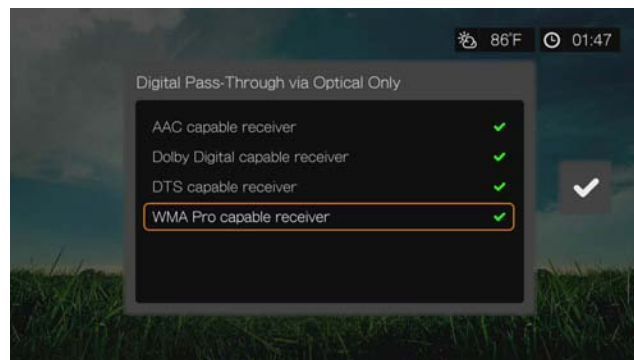 86°F 01:47
Digital Pass-Through via Optical Only
AAC capable receiver
Dolby Digital capable receiver
DTS capable receiver
WMA Pro capable receiver